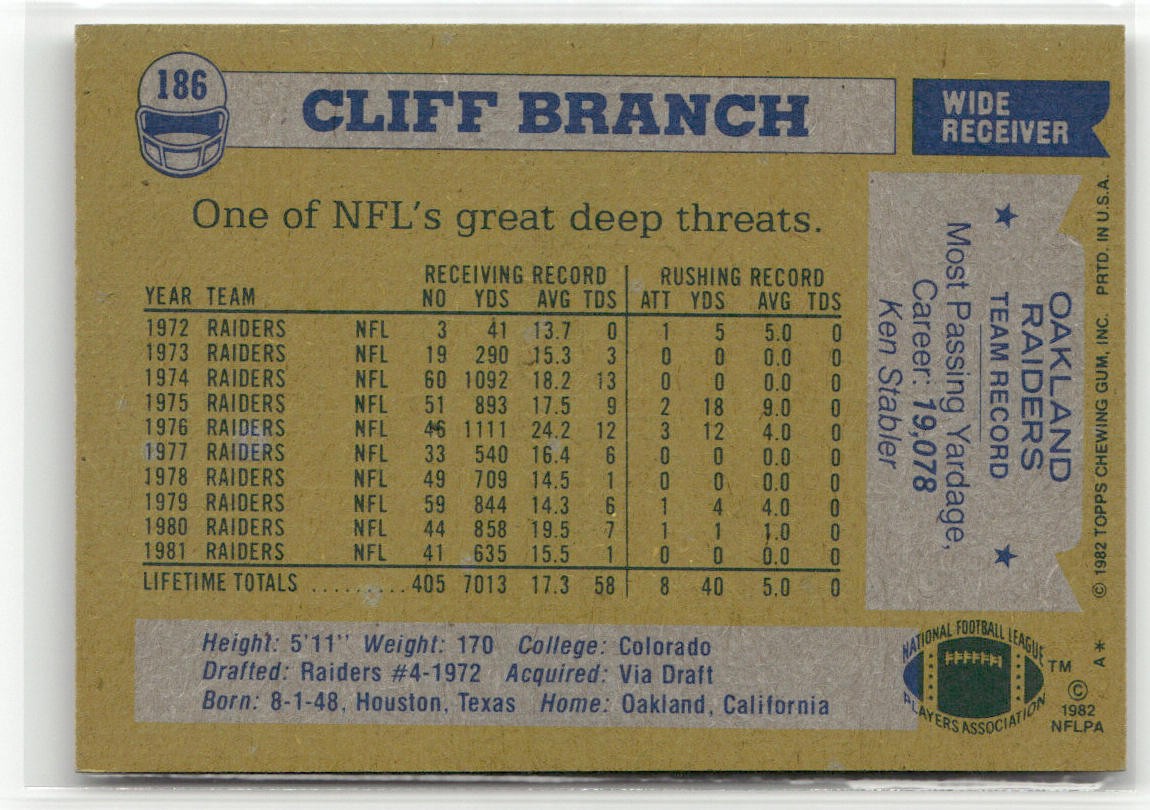 186
CLIFF BRANCH
WIDE
RECEIVER
One of NFL's great deep threats.
RECEIVING RECORD RUSHING RECORD
YEAR TEAM NO YDS AVG TDS ATT YDS AVG TDS
1972 RAIDERS NFL 3 41 13.7 0 1 5 5.0 0
1973 RAIDERS NFL 19 290 15.3 3 0 0 0.0 0
1974 RAIDERS NFL 60 1092 18.2 13 0 0 0.0 0
1975 RAIDERS NFL 51 893 17.5 9 2 18 9.0 0
1976 RAIDERS NFL 46 1111 24.2 12 3 12 4.0 0
1977 RAIDERS NFL 33 540 16.4 6 0 0 0.0 0
1978 RAIDERS NFL 49 709 14.5 1 0 0 0.0 0
1979 RAIDERS NFL 59 844 14.3 6 1 4 4.0 0
1980 RAIDERS NFL 44 858 19.5 7 1 1 1.0 0
1981 RAIDERS NFL 41 635 15.5 1 0 0 0.0 0
LIFETIME TOTALS .......... 405 7013 17.3 58 8 40 5.0 0
Height: 5'11" Weight: 170 College: Colorado
Drafted: Raiders #4-1972 Acquired: Via Draft
Born: 8-1-48, Houston, Texas Home: Oakland, California
OAKLAND
RAIDERS
TEAM RECORD
Most Passing Yardage,
Career: 19,078
Ken Stabler
© 1982 TOPPS CHEWING GUM, INC. PRTD. IN U.S.A.
NATIONAL FOOTBALL LEAGUE
PLAYERS ASSOCIATION
TM
A*
©
1982
NFLPA